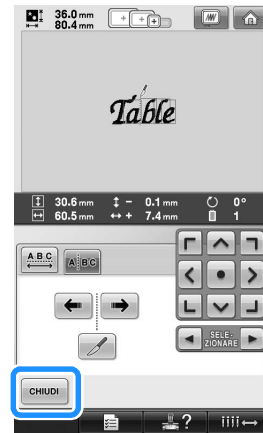 36.0 mm
80.4 mm
Table
30.6 mm - 0.1 mm 0°
60.5 mm + 7.4 mm 1
ABC
A BC
SELE-
ZIONARE
CHIUDI
?